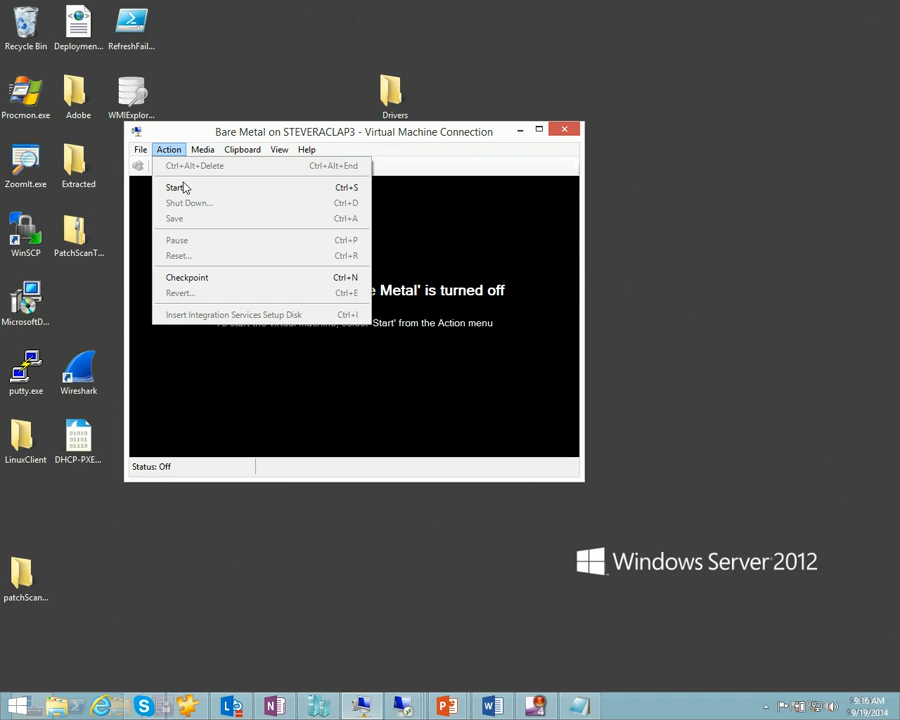 Recycle Bin
Deploymen...
RefreshFail...
Procmon.exe
Adobe
WMIExplor...
Drivers
Bare Metal on STEVERACLAP3 - Virtual Machine Connection
File Action Media Clipboard View Help
Ctrl+Alt+Delete Ctrl+Alt+End
Start... Ctrl+S
Shut Down... Ctrl+D
Save Ctrl+A
Pause Ctrl+P
Reset... Ctrl+R
Checkpoint Ctrl+N
Revert... Ctrl+E
Insert Integration Services Setup Disk Ctrl+I
Metal' is turned off
'Start' from the Action menu
Status: Off
ZoomIt.exe
Extracted
WinSCP
PatchScanT...
MicrosoftD...
putty.exe
Wireshark
LinuxClient
DHCP-PXE...
patchScan...
Windows Server 2012
9:36 AM
9/19/2014